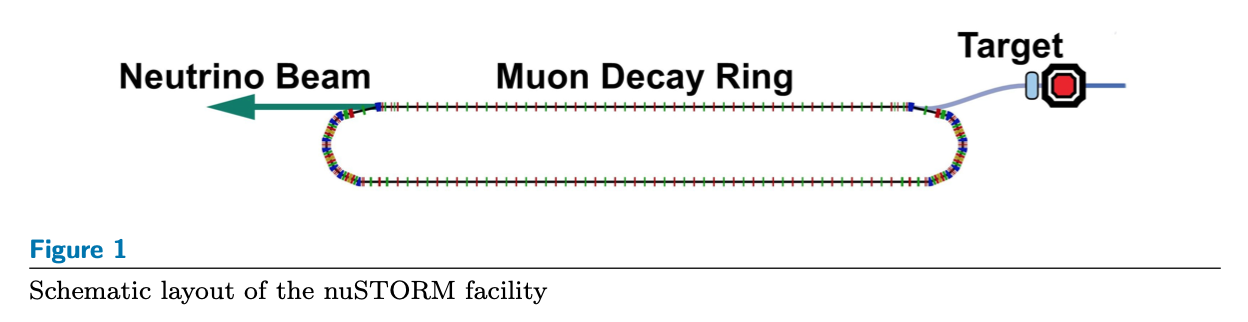 Target
Neutrino Beam
Muon Decay Ring
Figure 1
Schematic layout of the nuSTORM facility